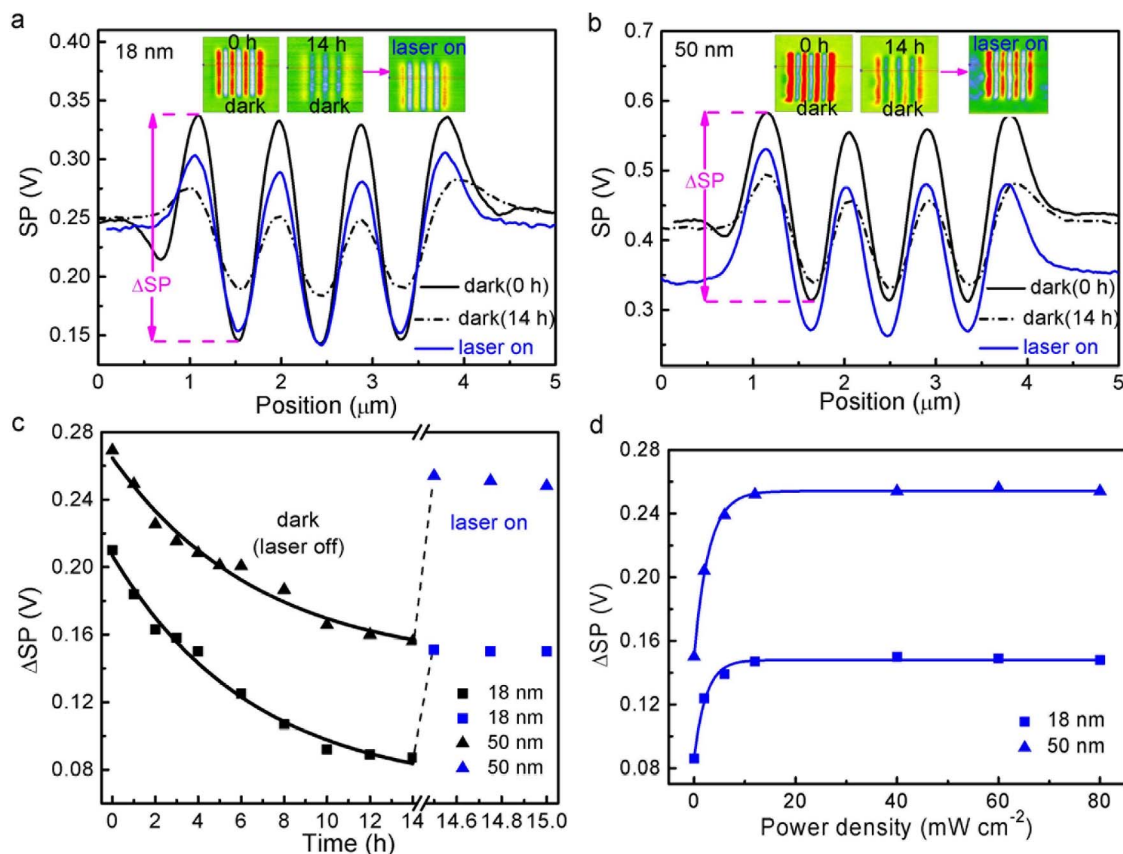 a
18 nm
0 h
dark
14 h
dark
laser on
0.40
0.35
0.30
0.25
0.20
0.15
SP (V)
ΔSP
dark(0 h)
dark(14 h)
laser on
0 1 2 3 4 5
Position (μm)
b
50 nm
0 h
dark
14 h
dark
laser on
0.7
0.6
0.5
0.4
0.3
SP (V)
ΔSP
dark(0 h)
dark(14 h)
laser on
0 1 2 3 4 5
Position (μm)
c
0.28
0.24
0.20
0.16
0.12
0.08
ΔSP (V)
dark
(laser off)
laser on
18 nm
18 nm
50 nm
50 nm
0 2 4 6 8 10 12 14 14.6 14.8 15.0
Time (h)
d
0.28
0.24
0.20
0.16
0.12
0.08
ΔSP (V)
18 nm
50 nm
0 20 40 60 80
Power density (mW cm⁻²)